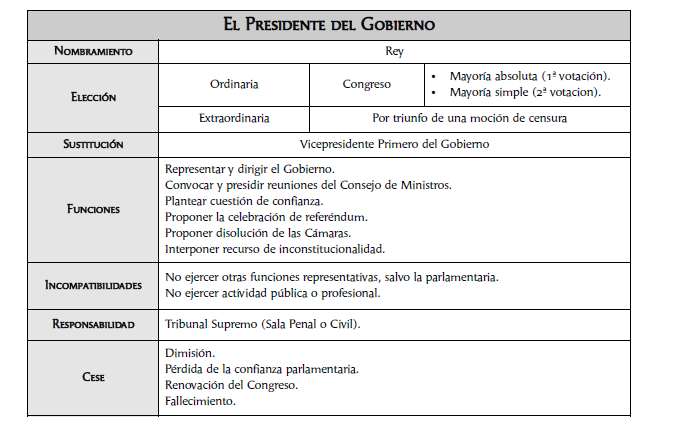 EL PRESIDENTE DEL GOBIERNO
NOMBRAMIENTO
Rey
ELECCIÓN
Ordinaria
Congreso
• Mayoría absoluta (1ª votación).
• Mayoría simple (2ª votacion).
Extraordinaria
Por triunfo de una moción de censura
SUSTITUCIÓN
Vicepresidente Primero del Gobierno
FUNCIONES
Representar y dirigir el Gobierno.
Convocar y presidir reuniones del Consejo de Ministros.
Plantear cuestión de confianza.
Proponer la celebración de referéndum.
Proponer disolución de las Cámaras.
Interponer recurso de inconstitucionalidad.
INCOMPATIBILIDADES
No ejercer otras funciones representativas, salvo la parlamentaria.
No ejercer actividad pública o profesional.
RESPONSABILIDAD
Tribunal Supremo (Sala Penal o Civil).
CESE
Dimisión.
Pérdida de la confianza parlamentaria.
Renovación del Congreso.
Fallecimiento.